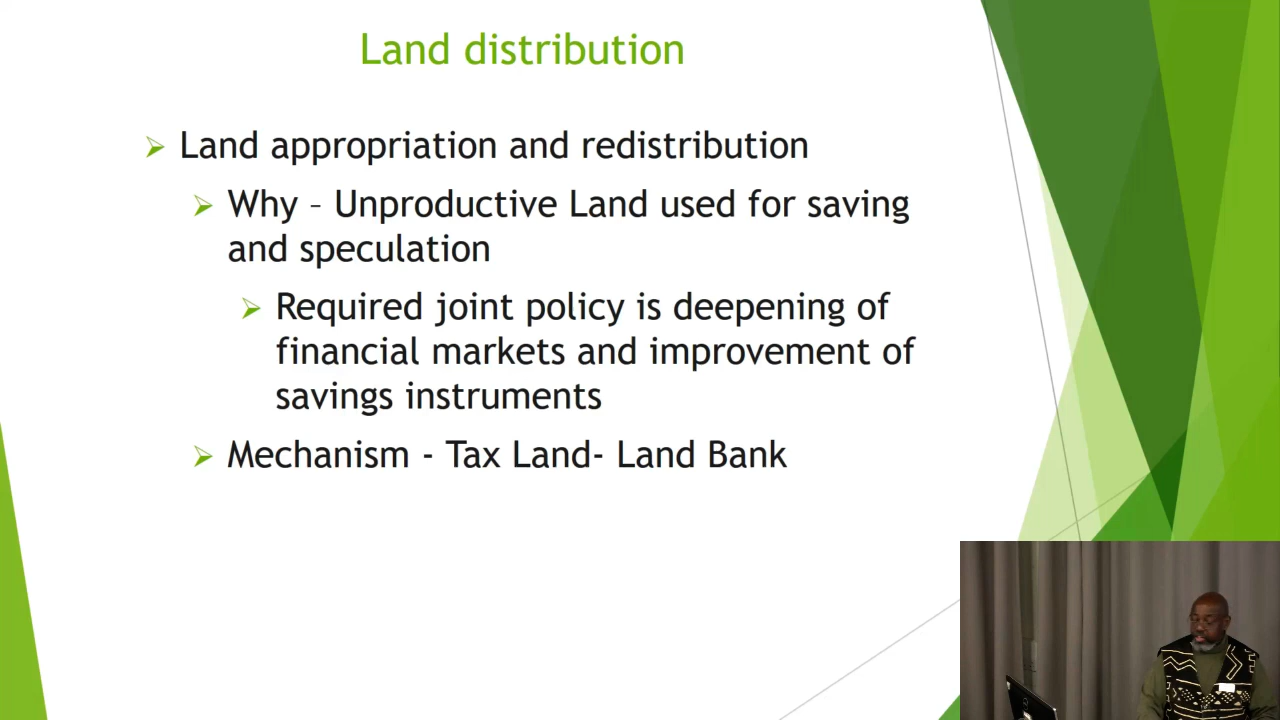 Land distribution
Land appropriation and redistribution
Why – Unproductive Land used for saving
and speculation
Required joint policy is deepening of
financial markets and improvement of
savings instruments
Mechanism - Tax Land- Land Bank